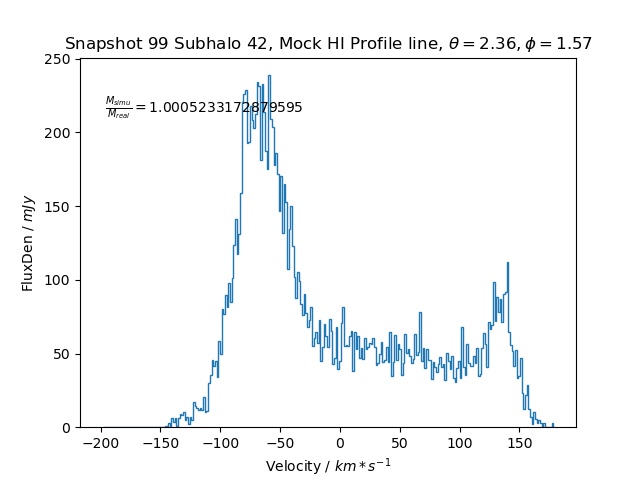 Snapshot 99 Subhalo 42, Mock HI Profile line, θ = 2.36, ϕ = 1.57
M_simu/M_real = 1.0005233172879595
FluxDen / mJy
250
200
150
100
50
0
−200 −150 −100 −50 0 50 100 150
Velocity / km * s⁻¹